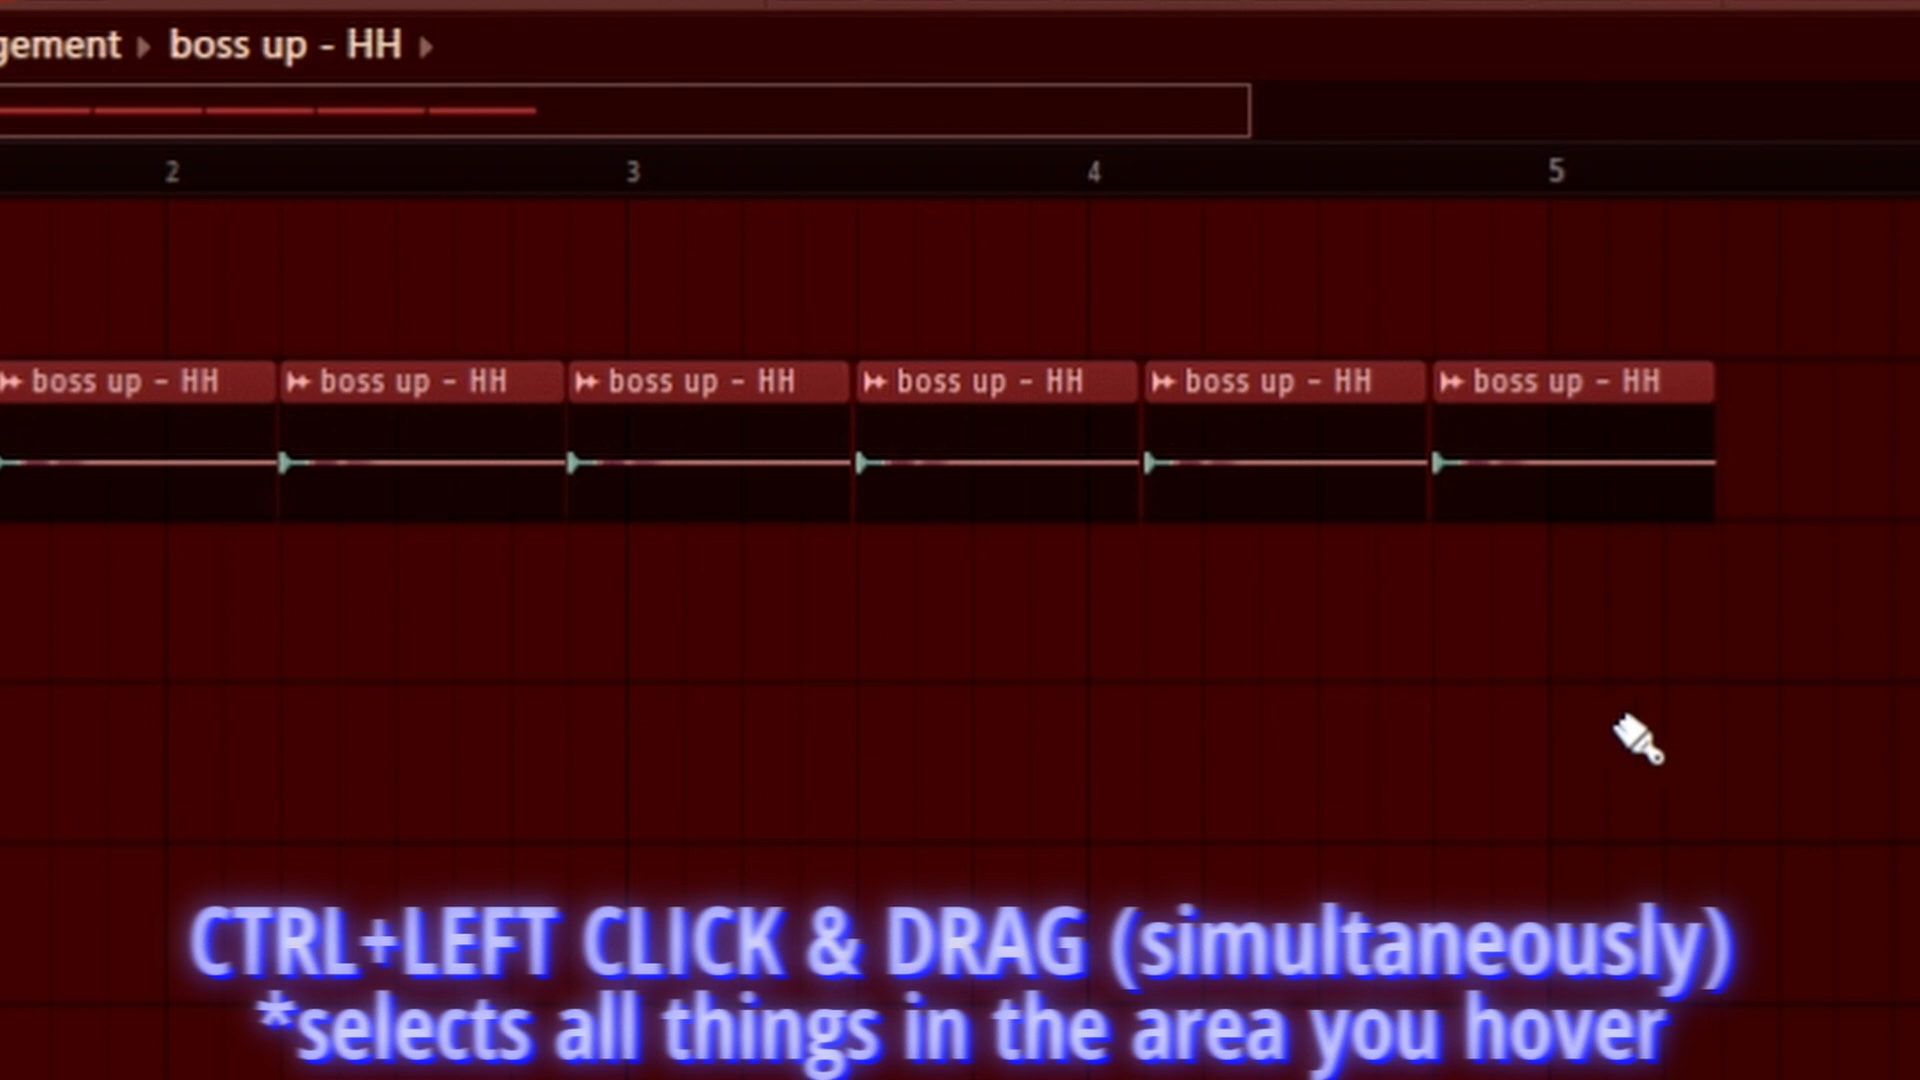 gement boss up - HH
2 3 4 5
boss up - HH boss up - HH boss up - HH boss up - HH boss up - HH boss up - HH
CTRL+LEFT CLICK & DRAG (simultaneously)
*selects all things in the area you hover